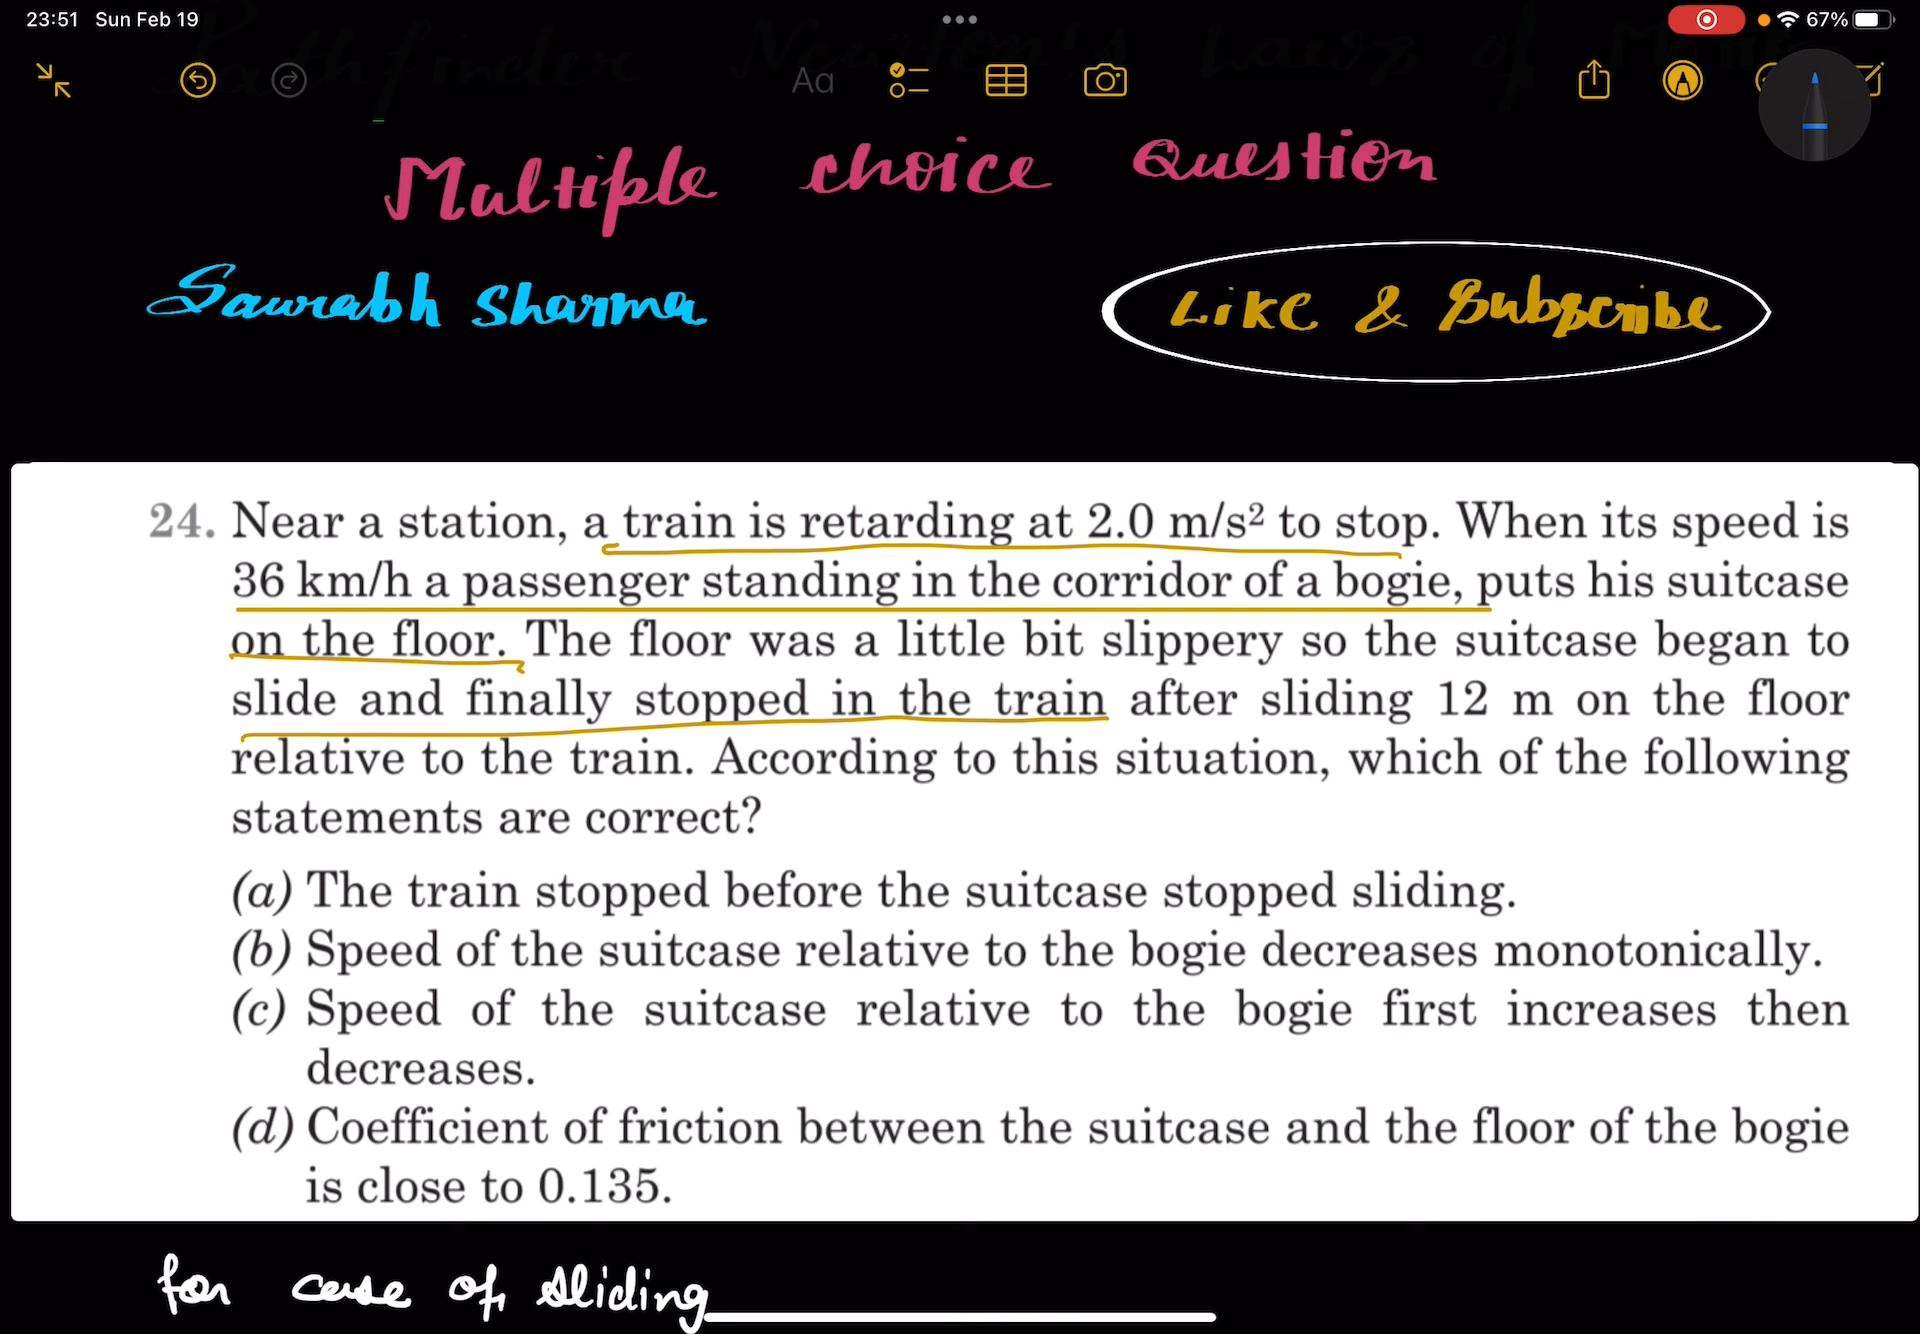 23:51 Sun Feb 19
67%
Aa
Multiple choice Question
Saurabh Sharma
Like & Subscribe
24. Near a station, a train is retarding at 2.0 m/s² to stop. When its speed is
36 km/h a passenger standing in the corridor of a bogie, puts his suitcase
on the floor. The floor was a little bit slippery so the suitcase began to
slide and finally stopped in the train after sliding 12 m on the floor
relative to the train. According to this situation, which of the following
statements are correct?
(a) The train stopped before the suitcase stopped sliding.
(b) Speed of the suitcase relative to the bogie decreases monotonically.
(c) Speed of the suitcase relative to the bogie first increases then
decreases.
(d) Coefficient of friction between the suitcase and the floor of the bogie
is close to 0.135.
for case of sliding